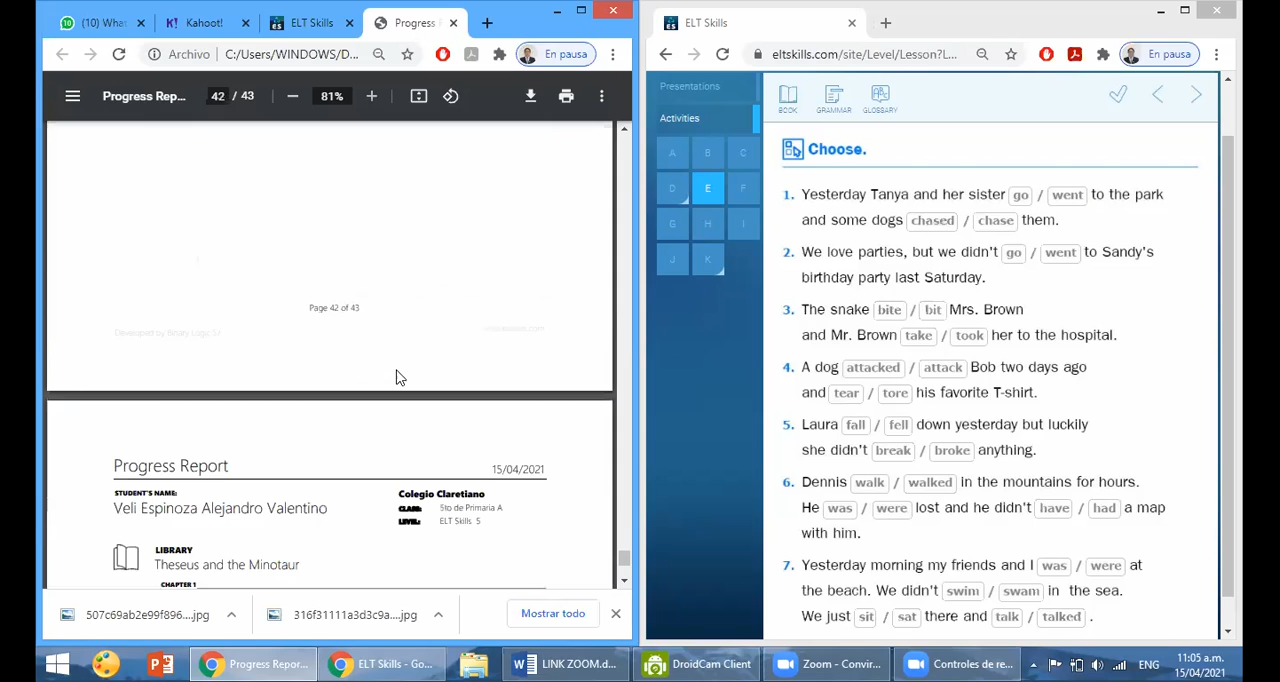 (10) What
Kahoot!
ELT Skills
Progress R
Archivo
C:/Users/WINDOWS/D...
En pausa
Progress Rep...
42 / 43
81%
Page 42 of 43
Developed by Binary Logic SA
Progress Report
15/04/2021
STUDENT'S NAME:
Veli Espinoza Alejandro Valentino
Colegio Claretiano
CLASS: 5to de Primaria A
LEVEL: ELT Skills 5
LIBRARY
Theseus and the Minotaur
CHAPTER 1
507c69ab2e99f896....jpg
316f31111a3d3c9a....jpg
Mostrar todo
ELT Skills
eltskills.com/site/Level/Lesson?L...
En pausa
Presentations
Activities
A B C
D E F
G H I
J K
BOOK GRAMMAR GLOSSARY
Choose.
1. Yesterday Tanya and her sister go / went to the park
and some dogs chased / chase them.
2. We love parties, but we didn't go / went to Sandy's
birthday party last Saturday.
3. The snake bite / bit Mrs. Brown
and Mr. Brown take / took her to the hospital.
4. A dog attacked / attack Bob two days ago
and tear / tore his favorite T-shirt.
5. Laura fall / fell down yesterday but luckily
she didn't break / broke anything.
6. Dennis walk / walked in the mountains for hours.
He was / were lost and he didn't have / had a map
with him.
7. Yesterday morning my friends and I was / were at
the beach. We didn't swim / swam in the sea.
We just sit / sat there and talk / talked .
Progress Repor...
ELT Skills - Go...
LINK ZOOM.d...
DroidCam Client
Zoom - Convir...
Controles de re...
ENG
11:05 a.m.
15/04/2021